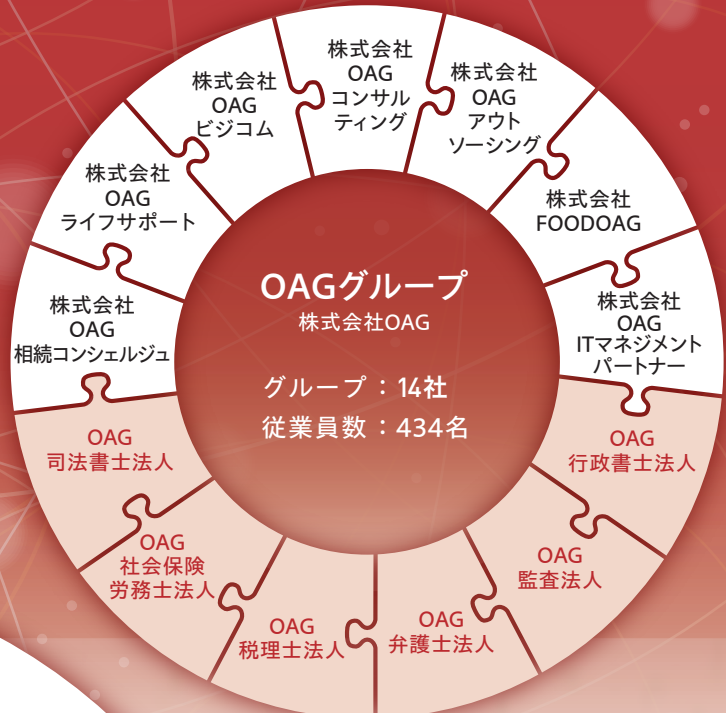 OAGグループ
株式会社OAG
グループ：14社
従業員数：434名
株式会社
OAG
コンサル
ティング
株式会社
OAG
アウト
ソーシング
株式会社
FOODOAG
株式会社
OAG
ITマネジメント
パートナー
OAG
行政書士法人
OAG
監査法人
OAG
弁護士法人
OAG
税理士法人
OAG
社会保険
労務士法人
OAG
司法書士法人
株式会社
OAG
相続コンシェルジュ
株式会社
OAG
ライフサポート
株式会社
OAG
ビジコム